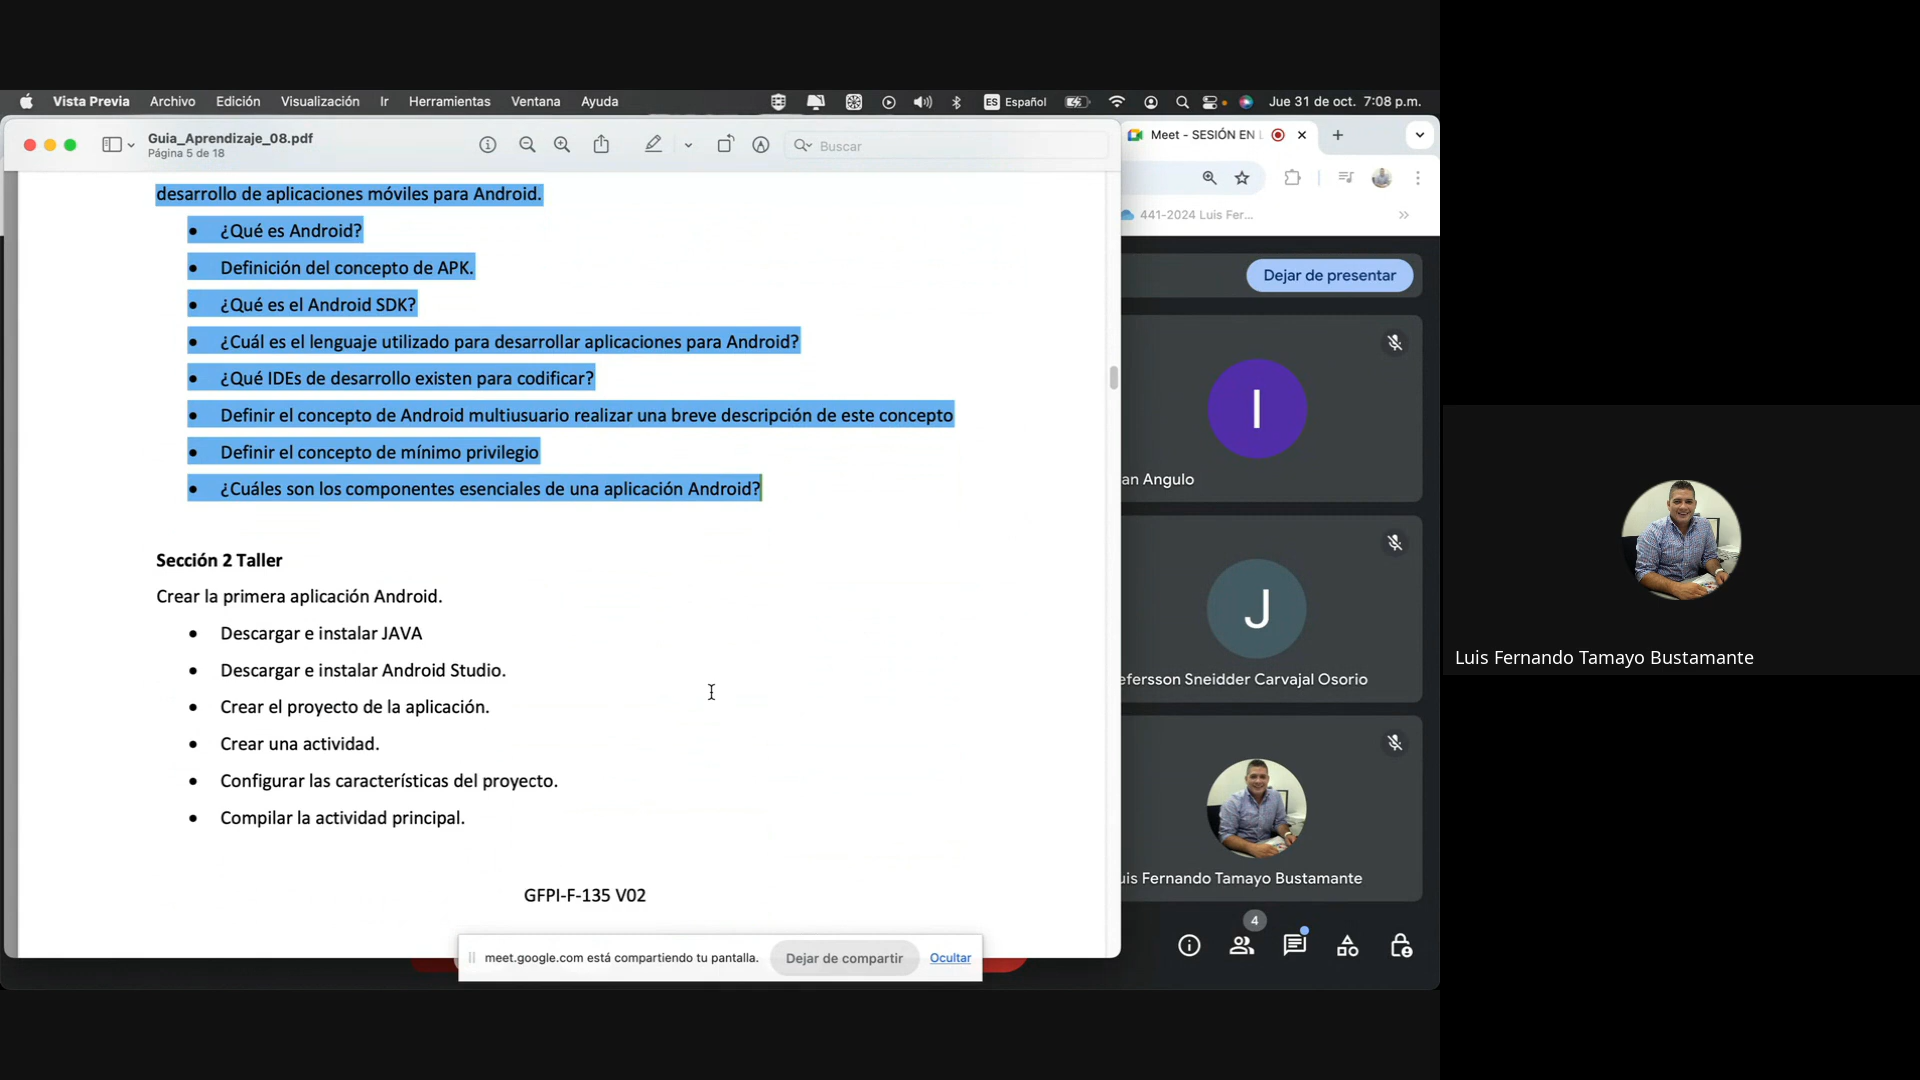 Vista Previa Archivo Edición Visualización Ir Herramientas Ventana Ayuda
ES Español
Jue 31 de oct. 7:08 p.m.
Guia_Aprendizaje_08.pdf
Página 5 de 18
Buscar
Meet - SESIÓN EN L
441-2024 Luis Fer...
Dejar de presentar
desarrollo de aplicaciones móviles para Android.
• ¿Qué es Android?
• Definición del concepto de APK.
• ¿Qué es el Android SDK?
• ¿Cuál es el lenguaje utilizado para desarrollar aplicaciones para Android?
• ¿Qué IDEs de desarrollo existen para codificar?
• Definir el concepto de Android multiusuario realizar una breve descripción de este concepto
• Definir el concepto de mínimo privilegio
• ¿Cuáles son los componentes esenciales de una aplicación Android?
Sección 2 Taller
Crear la primera aplicación Android.
• Descargar e instalar JAVA
• Descargar e instalar Android Studio.
• Crear el proyecto de la aplicación.
• Crear una actividad.
• Configurar las características del proyecto.
• Compilar la actividad principal.
GFPI-F-135 V02
meet.google.com está compartiendo tu pantalla.
Dejar de compartir
Ocultar
I
an Angulo
J
efersson Sneidder Carvajal Osorio
uis Fernando Tamayo Bustamante
4
Luis Fernando Tamayo Bustamante